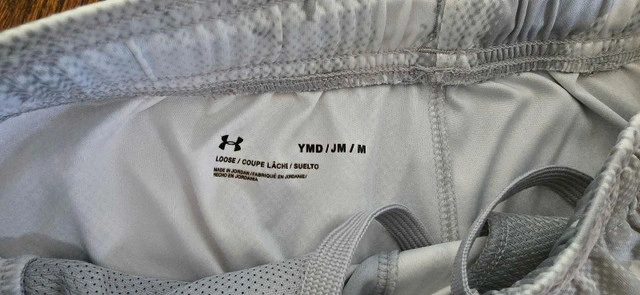 YMD / JM / M
LOOSE / COUPE LÂCHE / SUELTO
MADE IN JORDAN / FABRIQUÉ EN JORDANIE /
HECHO EN JORDANIA